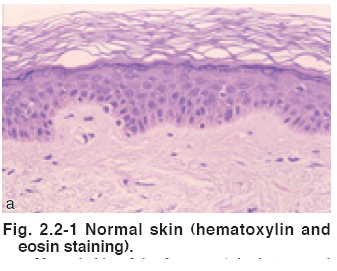 a
Fig. 2.2-1 Normal skin (hematoxylin and
eosin staining).